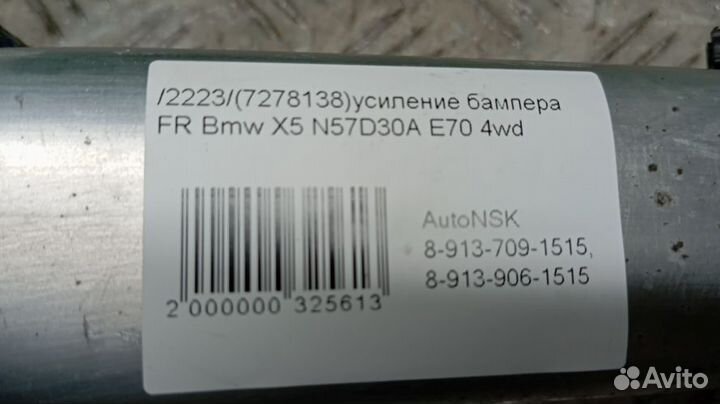 /2223/(7278138)усиление бампера
FR Bmw X5 N57D30A E70 4wd
AutoNSK
8-913-709-1515,
8-913-906-1515
2 000000 325613
Avito